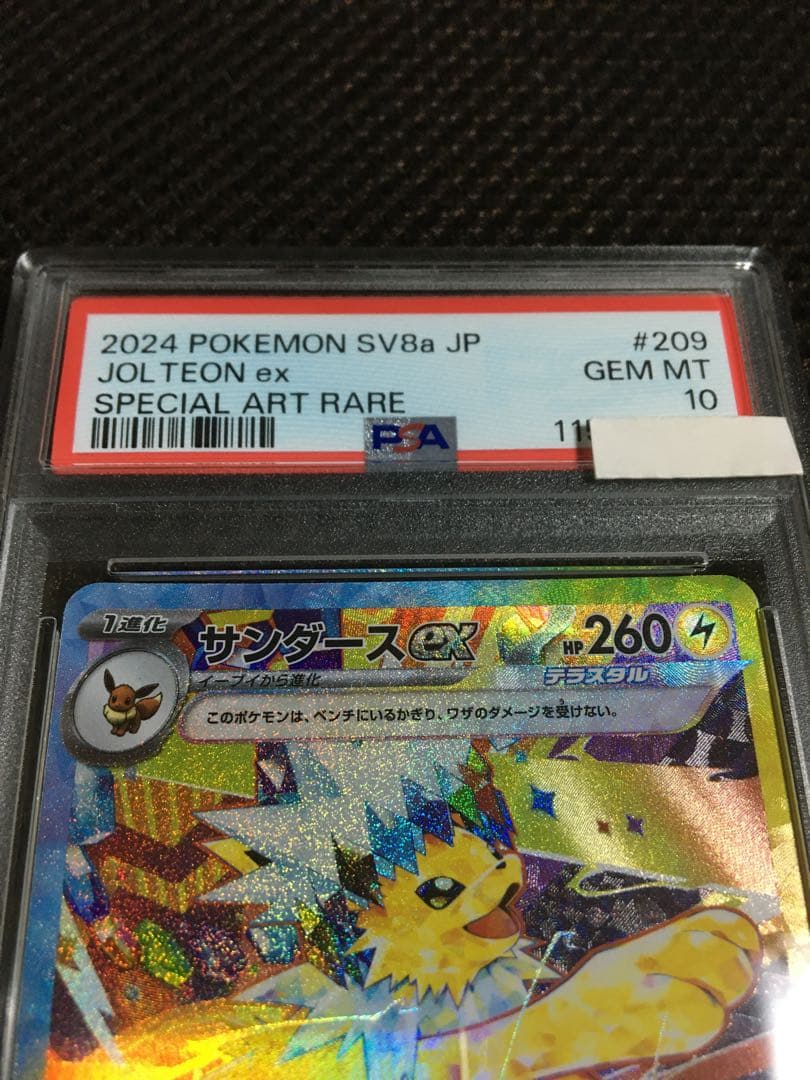 2024 POKEMON SV8a JP #209
JOLTEON ex GEM MT
SPECIAL ART RARE 10
PSA
1進化
サンダースex HP 260
イーブイから進化
テラスタル
このポケモンは、ベンチにいるかぎり、ワザのダメージを受けない。